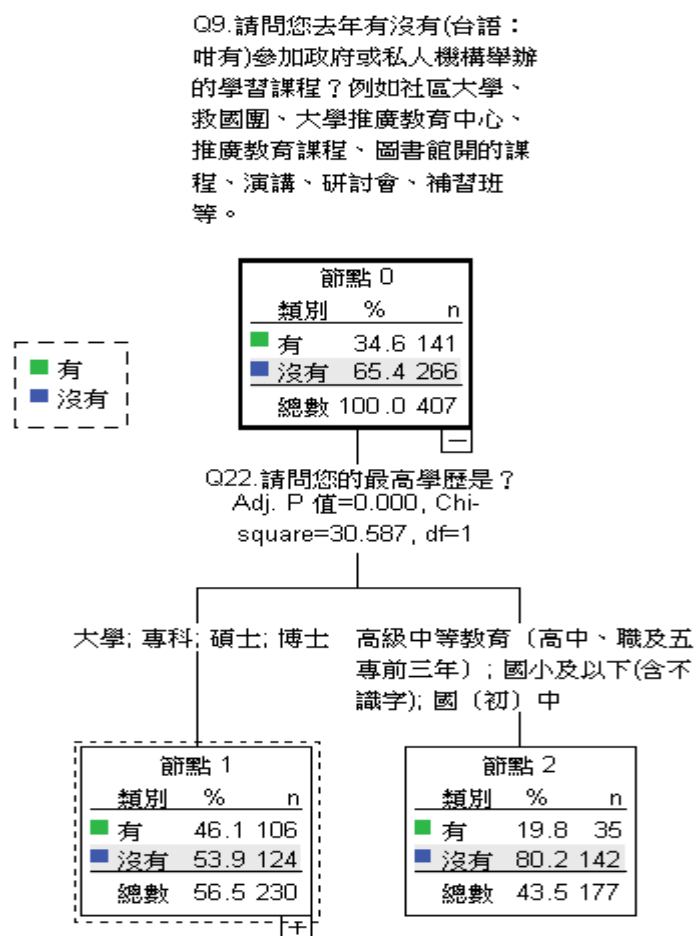 Q9.請問您去年有沒有(台語：
咁有)參加政府或私人機構舉辦
的學習課程？例如社區大學、
救國團、大學推廣教育中心、
推廣教育課程、圖書館開的課
程、演講、研討會、補習班
等。
節點 0
類別 % n
有 34.6 141
沒有 65.4 266
總數 100.0 407
有
沒有
Q22.請問您的最高學歷是？
Adj. P 值=0.000, Chi-
square=30.587, df=1
大學; 專科; 碩士; 博士
高級中等教育（高中、職及五
專前三年）; 國小及以下(含不
識字); 國（初）中
節點 1
類別 % n
有 46.1 106
沒有 53.9 124
總數 56.5 230
節點 2
類別 % n
有 19.8 35
沒有 80.2 142
總數 43.5 177